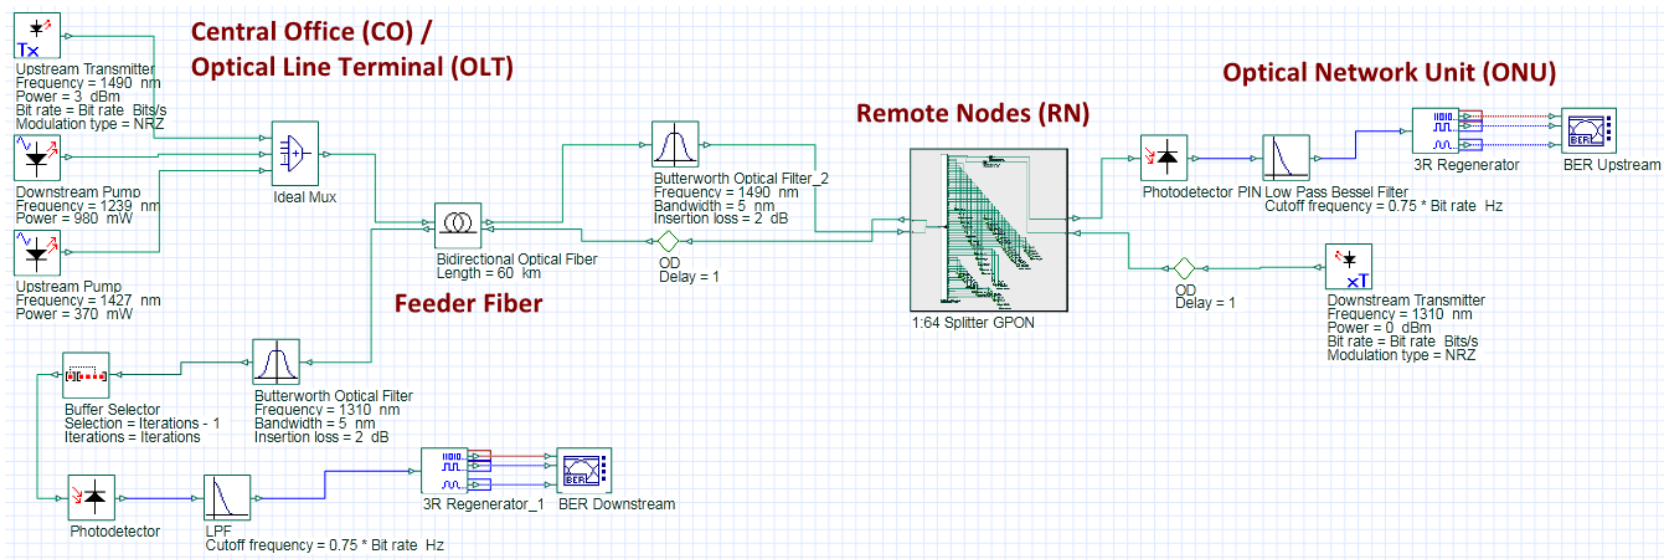 Central Office (CO) /
Optical Line Terminal (OLT)
Tx
Upstream Transmitter
Frequency = 1490 nm
Power = 3 dBm
Bit rate = Bit rate Bits/s
Modulation type = NRZ
Downstream Pump
Frequency = 1239 nm
Power = 980 mW
Upstream Pump
Frequency = 1427 nm
Power = 370 mW
Ideal Mux
Bidirectional Optical Fiber
Length = 60 km
Feeder Fiber
Butterworth Optical Filter_2
Frequency = 1490 nm
Bandwidth = 5 nm
Insertion loss = 2 dB
OD
Delay = 1
Remote Nodes (RN)
1:64 Splitter GPON
Optical Network Unit (ONU)
Photodetector PIN
Low Pass Bessel Filter
Cutoff frequency = 0.75 * Bit rate Hz
3R Regenerator
BER
BER Upstream
OD
Delay = 1
xT
Downstream Transmitter
Frequency = 1310 nm
Power = 0 dBm
Bit rate = Bit rate Bits/s
Modulation type = NRZ
Buffer Selector
Selection = Iterations - 1
Iterations = Iterations
Butterworth Optical Filter
Frequency = 1310 nm
Bandwidth = 5 nm
Insertion loss = 2 dB
Photodetector
LPF
Cutoff frequency = 0.75 * Bit rate Hz
3R Regenerator_1
BER
BER Downstream